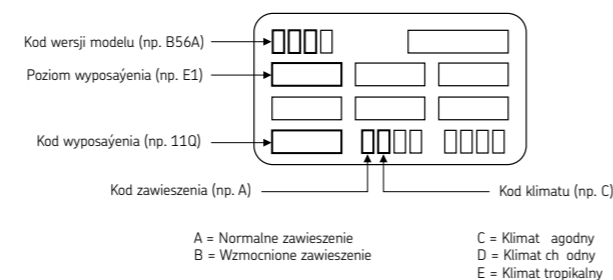 Kod wersji modelu (np. B56A)
Poziom wyposaýenia (np. E1)
Kod wyposaýenia (np. 11Q)
Kod zawieszenia (np. A)
Kod klimatu (np. C)
A = Normalne zawieszenie
B = Wzmocnione zawieszenie
C = Klimat agodny
D = Klimat ch odny
E = Klimat tropikalny